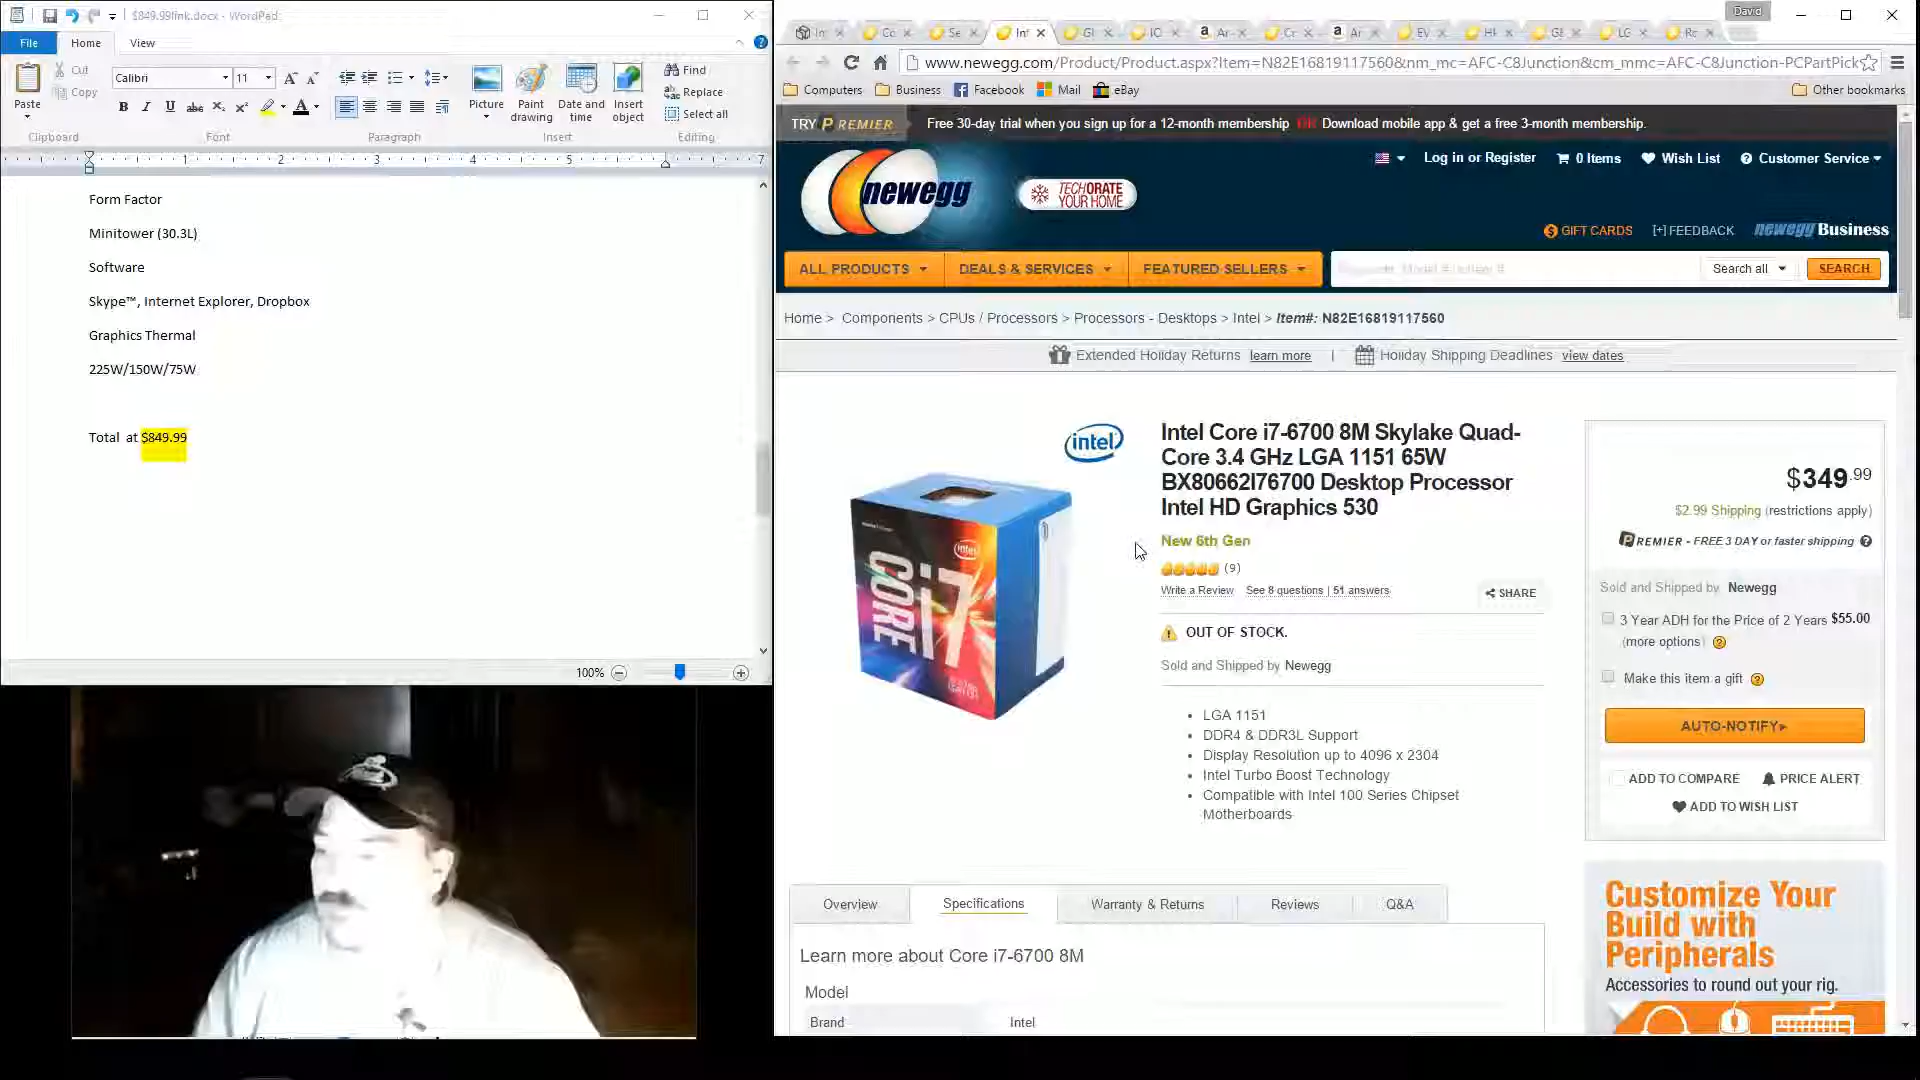 $849.99link.docx - WordPad
File
Home
View
Paste
Cut
Copy
Calibri
11
Picture
Paint drawing
Date and time
Insert object
Find
Replace
Select all
Clipboard
Font
Paragraph
Insert
Editing
1 2 3 4 5 7
Form Factor
Minitower (30.3L)
Software
Skype™, Internet Explorer, Dropbox
Graphics Thermal
225W/150W/75W
Total at $849.99
100%
David
www.newegg.com/Product/Product.aspx?Item=N82E16819117560&nm_mc=AFC-C8Junction&cm_mmc=AFC-C8Junction-PCPartPick
Computers
Business
Facebook
Mail
eBay
Other bookmarks
TRY PREMIER
Free 30-day trial when you sign up for a 12-month membership OR Download mobile app & get a free 3-month membership.
newegg
TECHORATE YOUR HOME
Log in or Register
0 Items
Wish List
Customer Service
GIFT CARDS
[+] FEEDBACK
newegg Business
ALL PRODUCTS
DEALS & SERVICES
FEATURED SELLERS
Search all
SEARCH
Home > Components > CPUs / Processors > Processors - Desktops > Intel > Item#: N82E16819117560
Extended Holiday Returns learn more | Holiday Shipping Deadlines view dates
intel
CORE i7
Intel Core i7-6700 8M Skylake Quad-
Core 3.4 GHz LGA 1151 65W
BX80662I76700 Desktop Processor
Intel HD Graphics 530
New 6th Gen
(9)
Write a Review
See 8 questions | 51 answers
SHARE
OUT OF STOCK.
Sold and Shipped by Newegg
LGA 1151
DDR4 & DDR3L Support
Display Resolution up to 4096 x 2304
Intel Turbo Boost Technology
Compatible with Intel 100 Series Chipset
Motherboards
$349.99
$2.99 Shipping (restrictions apply)
PREMIER - FREE 3 DAY or faster shipping
Sold and Shipped by Newegg
3 Year ADH for the Price of 2 Years $55.00
(more options)
Make this item a gift
AUTO-NOTIFY
ADD TO COMPARE
PRICE ALERT
ADD TO WISH LIST
Overview
Specifications
Warranty & Returns
Reviews
Q&A
Learn more about Core i7-6700 8M
Model
Brand
Intel
Customize Your
Build with
Peripherals
Accessories to round out your rig.